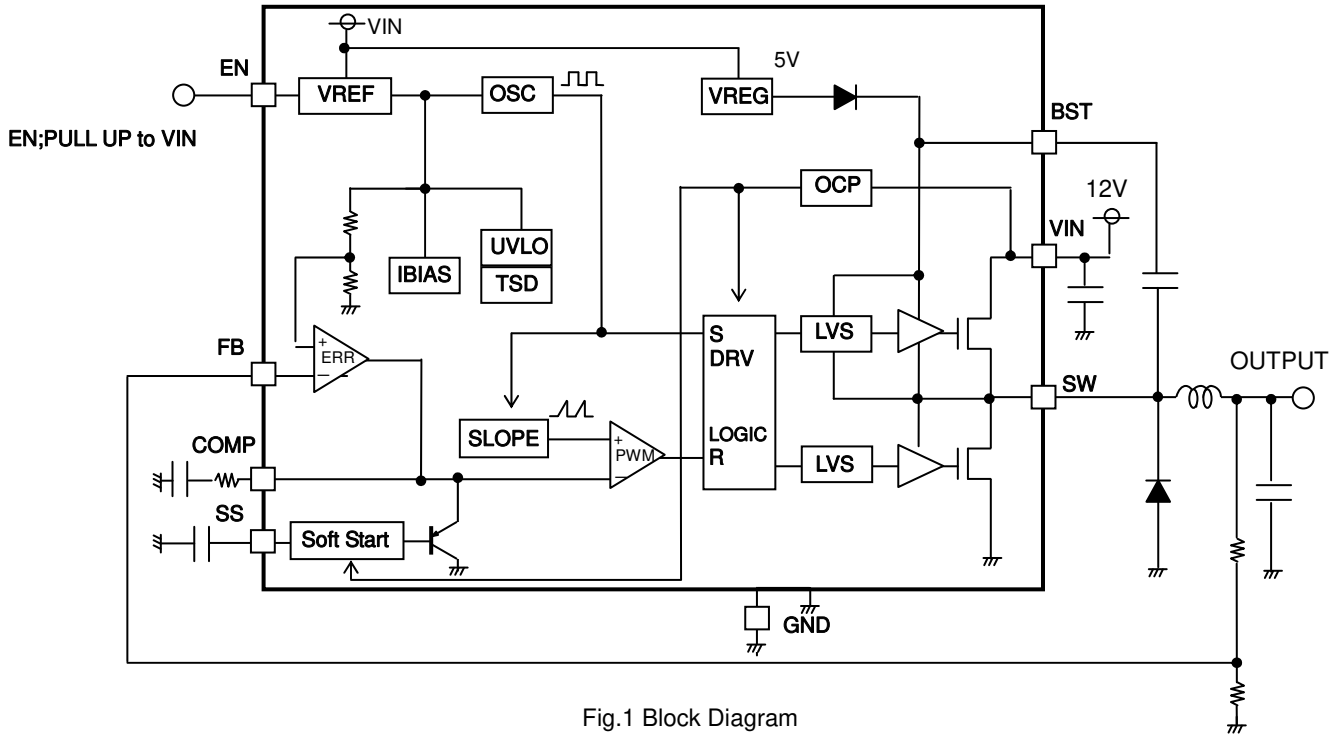 VIN
5V
EN
VREF
OSC
VREG
BST
EN;PULL UP to VIN
OCP
12V
VIN
UVLO
IBIAS
TSD
LVS
S
DRV
FB
+
ERR
−
−
OUTPUT
SW
SLOPE
+
PWM
−
LOGIC
R
LVS
COMP
SS
Soft Start
GND
Fig.1 Block Diagram